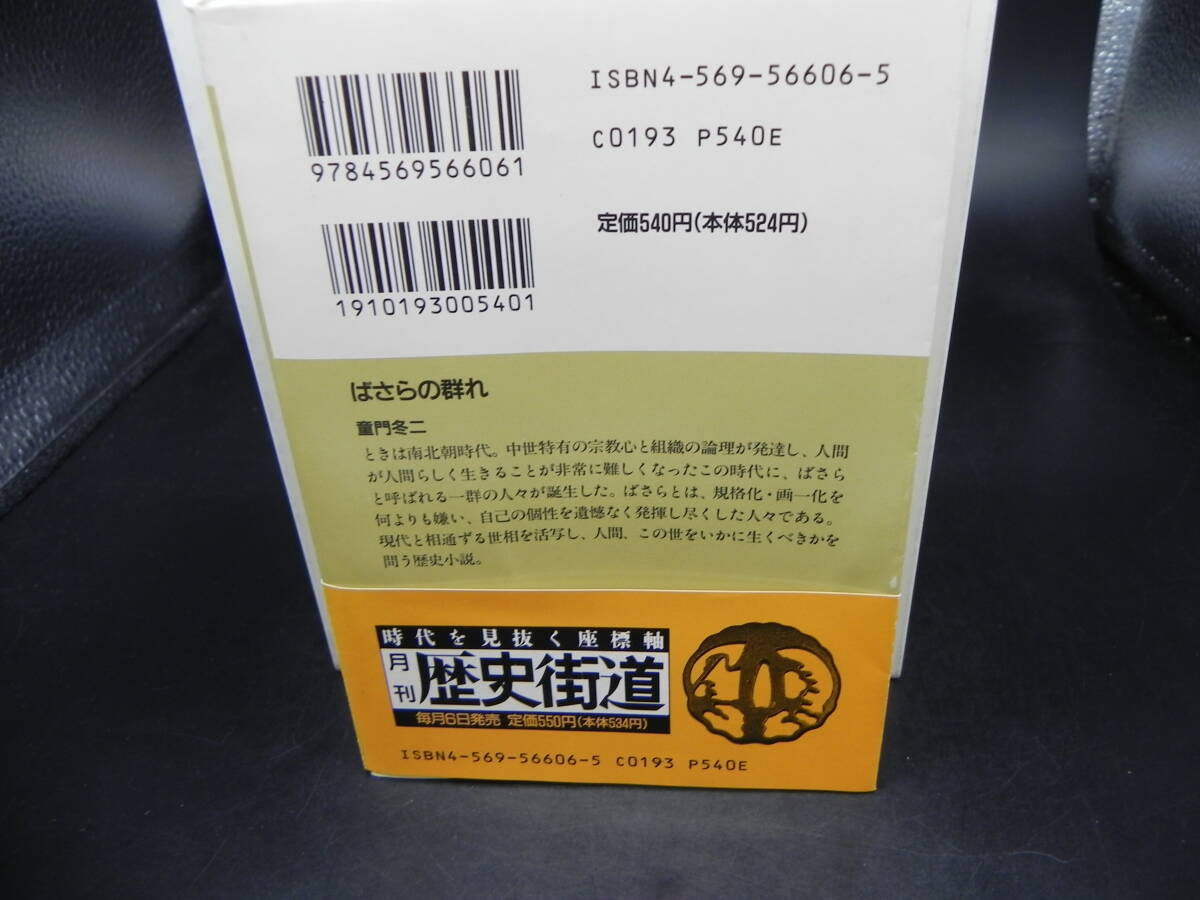 ISBN4-569-56606-5
9784569566061
C0193 P540E
定価540円(本体524円)
1910193005401
ばさらの群れ
童門冬二
ときは南北朝時代。中世特有の宗教心と組織の論理が発達し、人間
が人間らしく生きることが非常に難しくなったこの時代に、ばさら
と呼ばれる一群の人々が誕生した。ばさらとは、規格化・画一化を
何よりも嫌い、自己の個性を遺憾なく発揮し尽くした人々である。
現代と相通ずる世相を活写し、人間、この世をいかに生くべきかを
問う歴史小説。
時代を見抜く座標軸
月刊 歴史街道
毎月6日発売 定価550円(本体534円)
ISBN4-569-56606-5 C0193 P540E